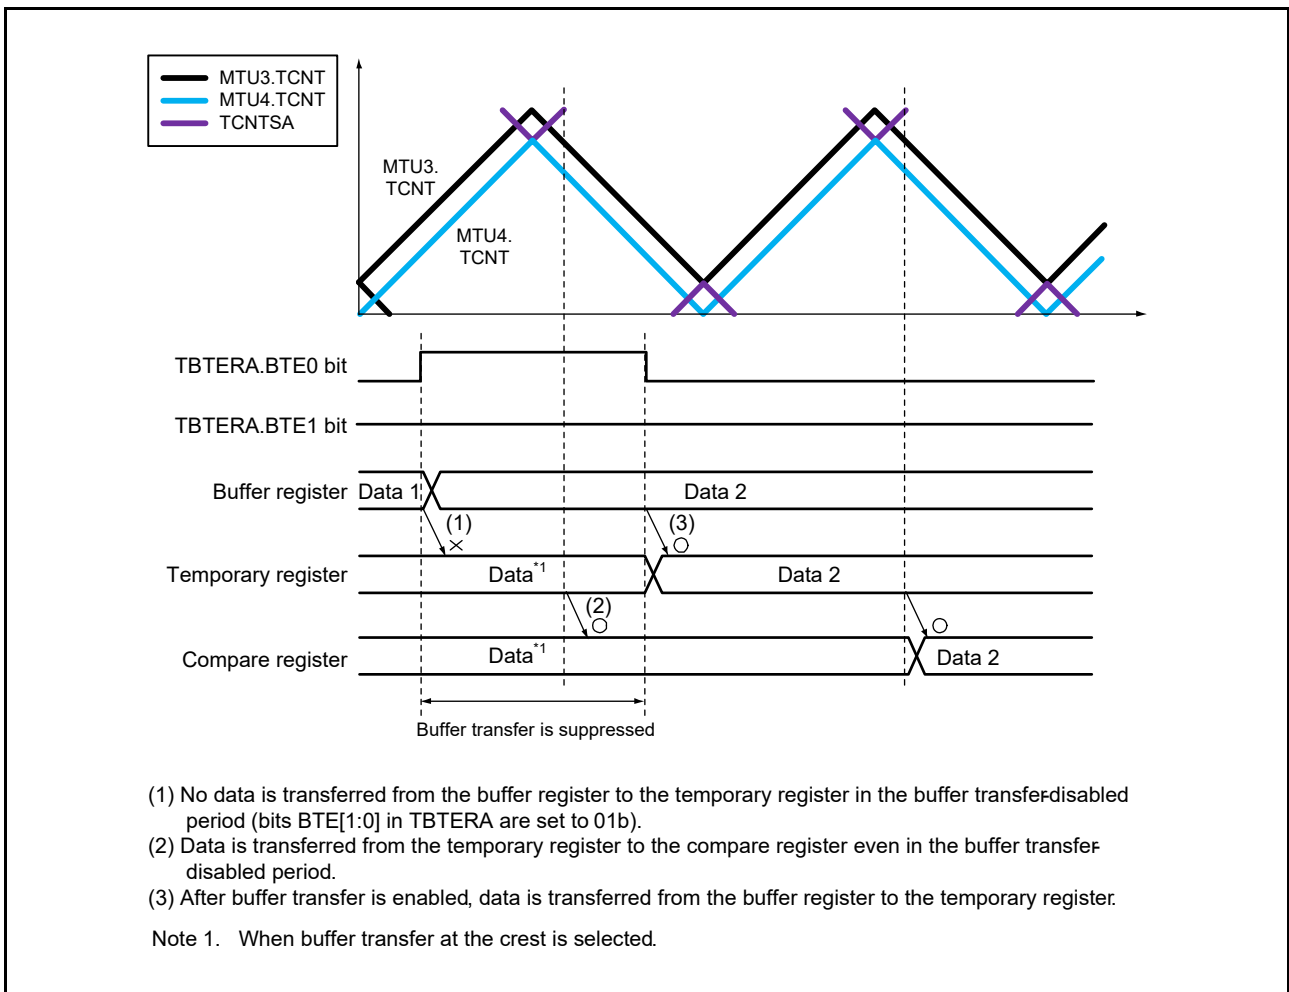 MTU3.TCNT
MTU4.TCNT
TCNTSA
MTU3.
TCNT
MTU4.
TCNT
TBTERA.BTE0 bit
TBTERA.BTE1 bit
Buffer register
Data 1
Data 2
(1)
(3)
Temporary register
Data*1
Data 2
(2)
Compare register
Data*1
Data 2
Buffer transfer is suppressed
(1) No data is transferred from the buffer register to the temporary register in the buffer transfer-disabled
period (bits BTE[1:0] in TBTERA are set to 01b).
(2) Data is transferred from the temporary register to the compare register even in the buffer transfer-
disabled period.
(3) After buffer transfer is enabled, data is transferred from the buffer register to the temporary register.
Note 1. When buffer transfer at the crest is selected.